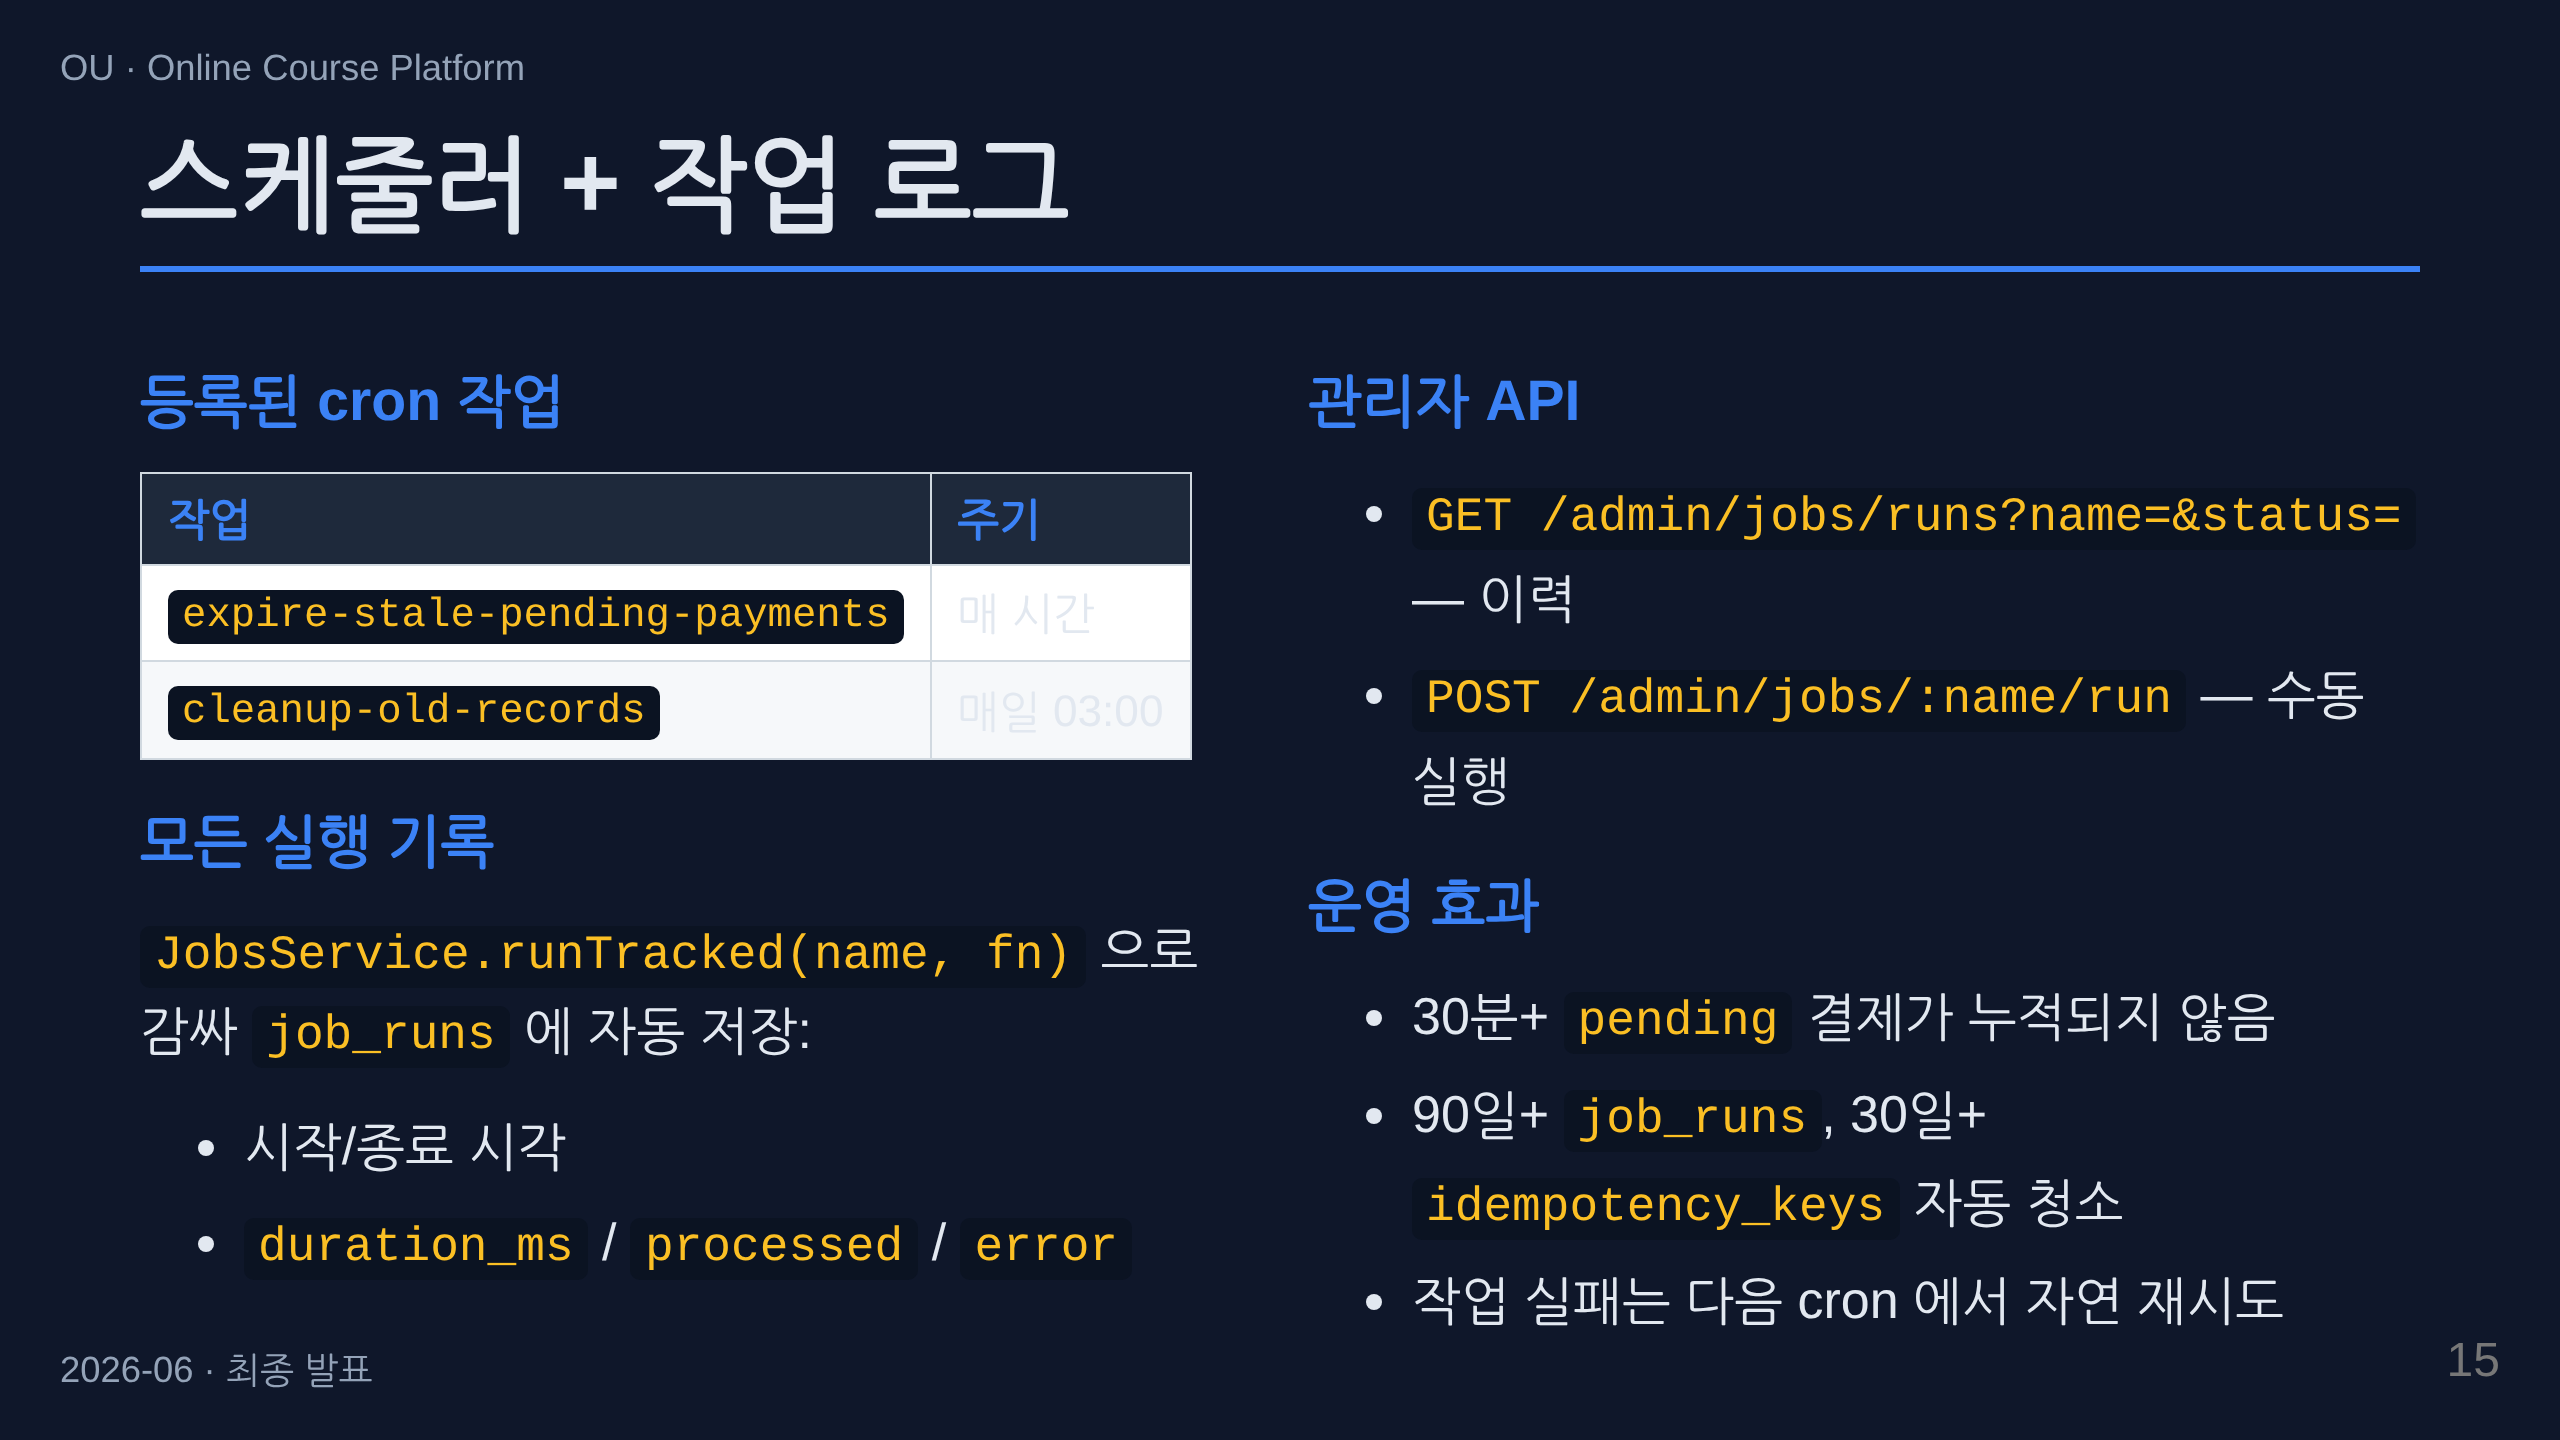 OU · Online Course Platform
스케줄러 + 작업 로그
등록된 cron 작업
작업 주기
expire-stale-pending-payments 매 시간
cleanup-old-records 매일 03:00
모든 실행 기록
JobsService.runTracked(name, fn) 으로
감싸 job_runs 에 자동 저장:
• 시작/종료 시각
• duration_ms / processed / error
관리자 API
• GET /admin/jobs/runs?name=&status=
— 이력
• POST /admin/jobs/:name/run — 수동
실행
운영 효과
• 30분+ pending 결제가 누적되지 않음
• 90일+ job_runs, 30일+
idempotency_keys 자동 청소
• 작업 실패는 다음 cron 에서 자연 재시도
2026-06 · 최종 발표
15